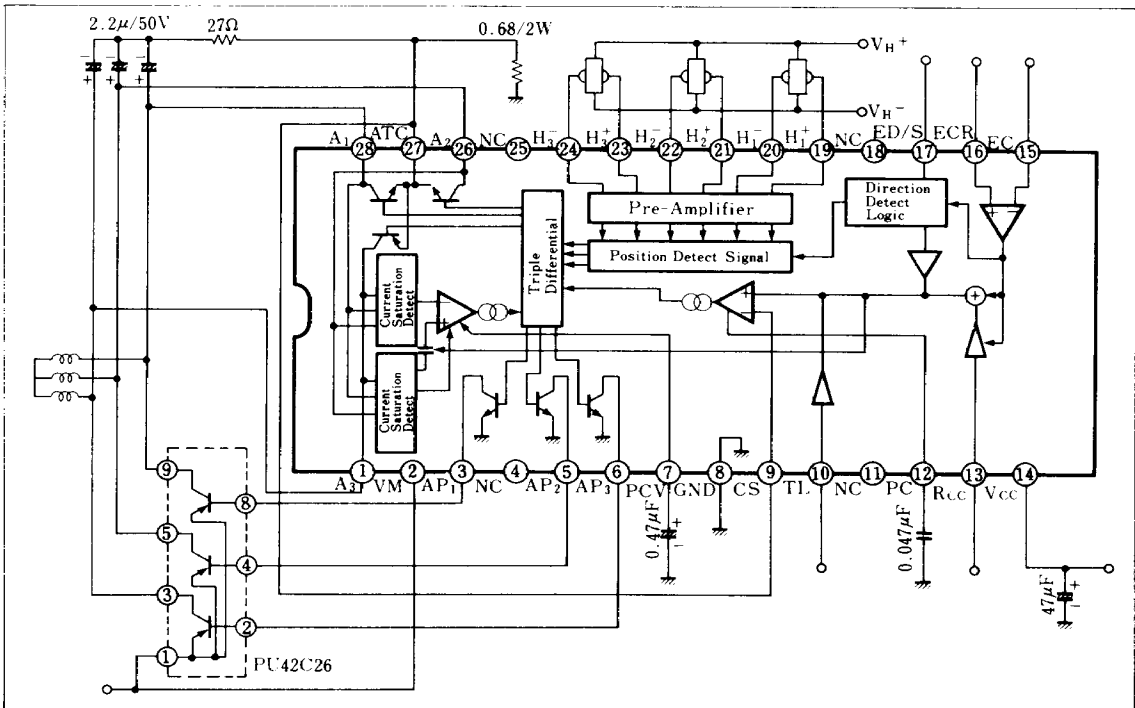 2.2μ/50V 27Ω 0.68/2W
V_H^+
V_H^-
A1 ATC A2 NC H3^- H3^+ H2^- H2^+ H1^- H1^+ NC ED/S ECR EC
28 27 26 25 24 23 22 21 20 19 18 17 16 15
Pre-Amplifier
Direction
Detect
Logic
Position Detect Signal
Triple
Differential
Current
Saturation
Detect
Current
Saturation
Detect
+ −
+
+
−
+
1 2 3 4 5 6 7 8 9 10 11 12 13 14
A3 VM AP1 NC AP2 AP3 PCV GND CS TL NC PC RCC VCC
0.47μF + −
0.047μF
47μF + −
9 8
5 4
3 2
1
PU42C26